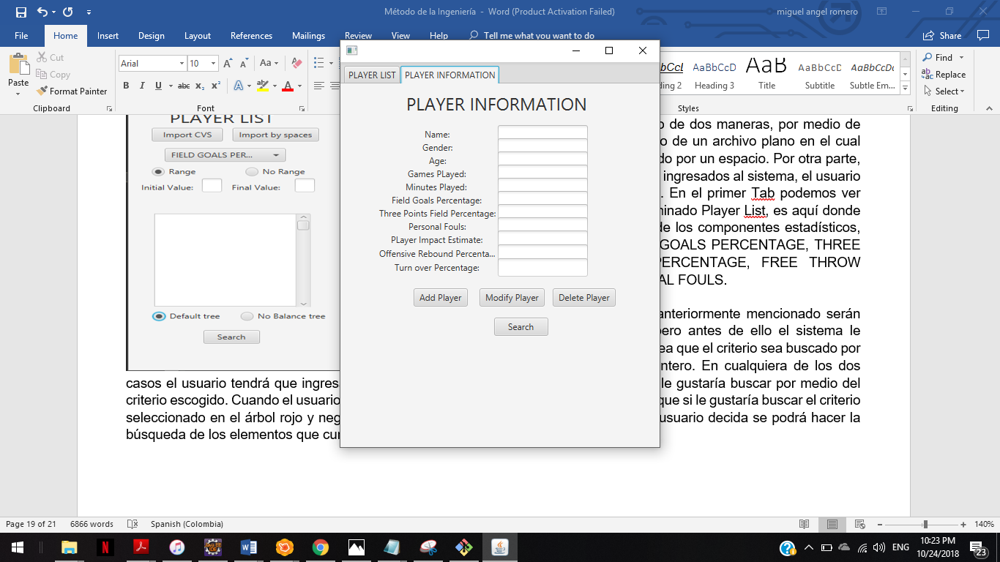 Método de la Ingeniería - Word (Product Activation Failed)
miguel angel romero
File Home Insert Design Layout References Mailings Review View Help Tell me what you want to do
Share
Paste
Cut
Copy
Format Painter
Clipboard
Arial 10
Font
Heading 3
Title
Subtitle
Subtle Em...
Styles
Find
Replace
Select
Editing
PLAYER LIST
Import CVS Import by spaces
FIELD GOALS PER...
Range No Range
Initial Value: Final Value:
Default tree No Balance tree
Search
PLAYER LIST PLAYER INFORMATION
PLAYER INFORMATION
Name:
Gender:
Age:
Games PLayed:
Minutes Played:
Field Goals Percentage:
Three Points Field Percentage:
Personal Fouls:
PLayer Impact Estimate:
Offensive Rebound Percenta...
Turn over Percentage:
Add Player Modify Player Delete Player
Search
de dos maneras, por medio de
de un archivo plano en el cual
do por un espacio. Por otra parte,
ingresados al sistema, el usuario
. En el primer Tab podemos ver
minado Player List, es aquí donde
de los componentes estadísticos,
GOALS PERCENTAGE, THREE
PERCENTAGE, FREE THROW
AL FOULS.
anteriormente mencionado serán
ero antes de ello el sistema le
ea que el criterio sea buscado por
ntero. En cualquiera de los dos
casos el usuario tendrá que ingres le gustaría buscar por medio del
criterio escogido. Cuando el usuario que si le gustaría buscar el criterio
seleccionado en el árbol rojo y neg usuario decida se podrá hacer la
búsqueda de los elementos que cu
Page 19 of 21 6866 words Spanish (Colombia) 140%
ENG
10:23 PM
10/24/2018
23